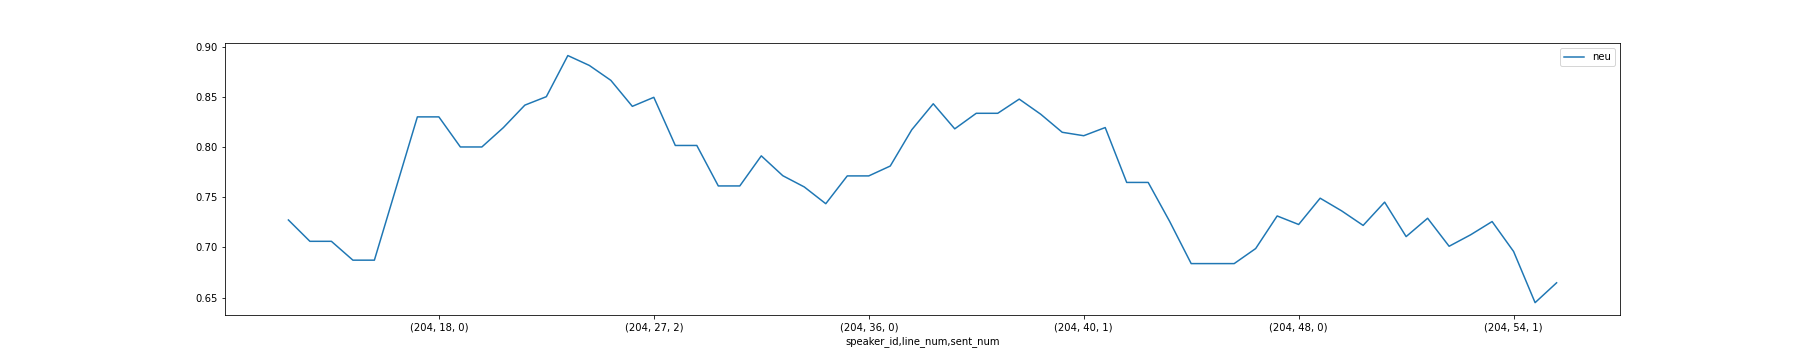 0.90
neu
0.85
0.80
0.75
0.70
0.65
(204, 18, 0) (204, 27, 2) (204, 36, 0) (204, 40, 1) (204, 48, 0) (204, 54, 1)
speaker_id,line_num,sent_num